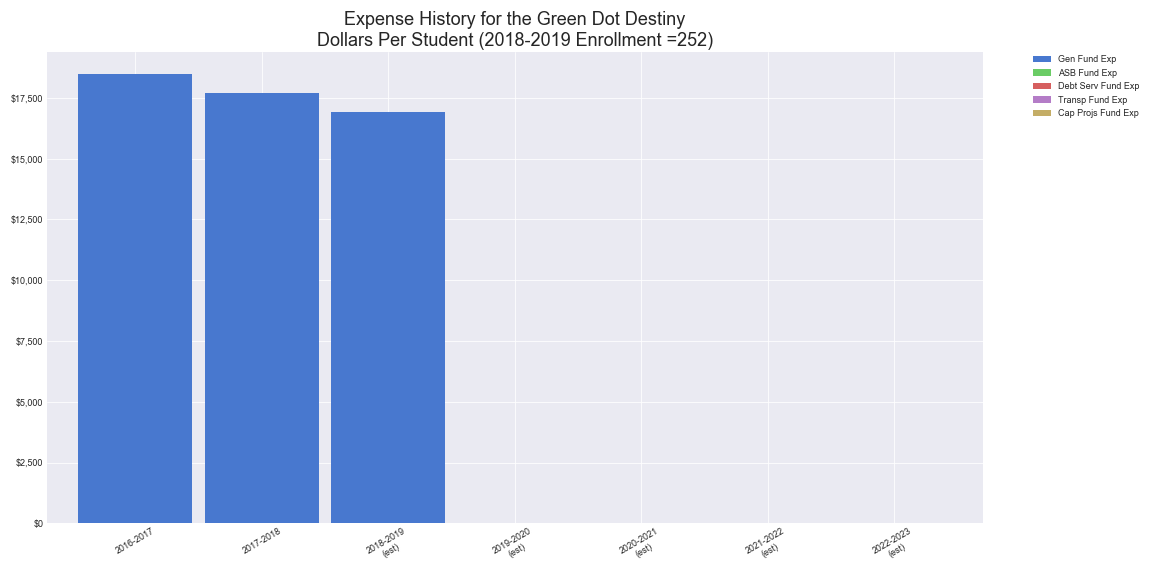 Expense History for the Green Dot Destiny
Dollars Per Student (2018-2019 Enrollment =252)
Gen Fund Exp
ASB Fund Exp
Debt Serv Fund Exp
Transp Fund Exp
Cap Projs Fund Exp
$17,500
$15,000
$12,500
$10,000
$7,500
$5,000
$2,500
$0
2016-2017
2017-2018
2018-2019
(est)
2019-2020
(est)
2020-2021
(est)
2021-2022
(est)
2022-2023
(est)